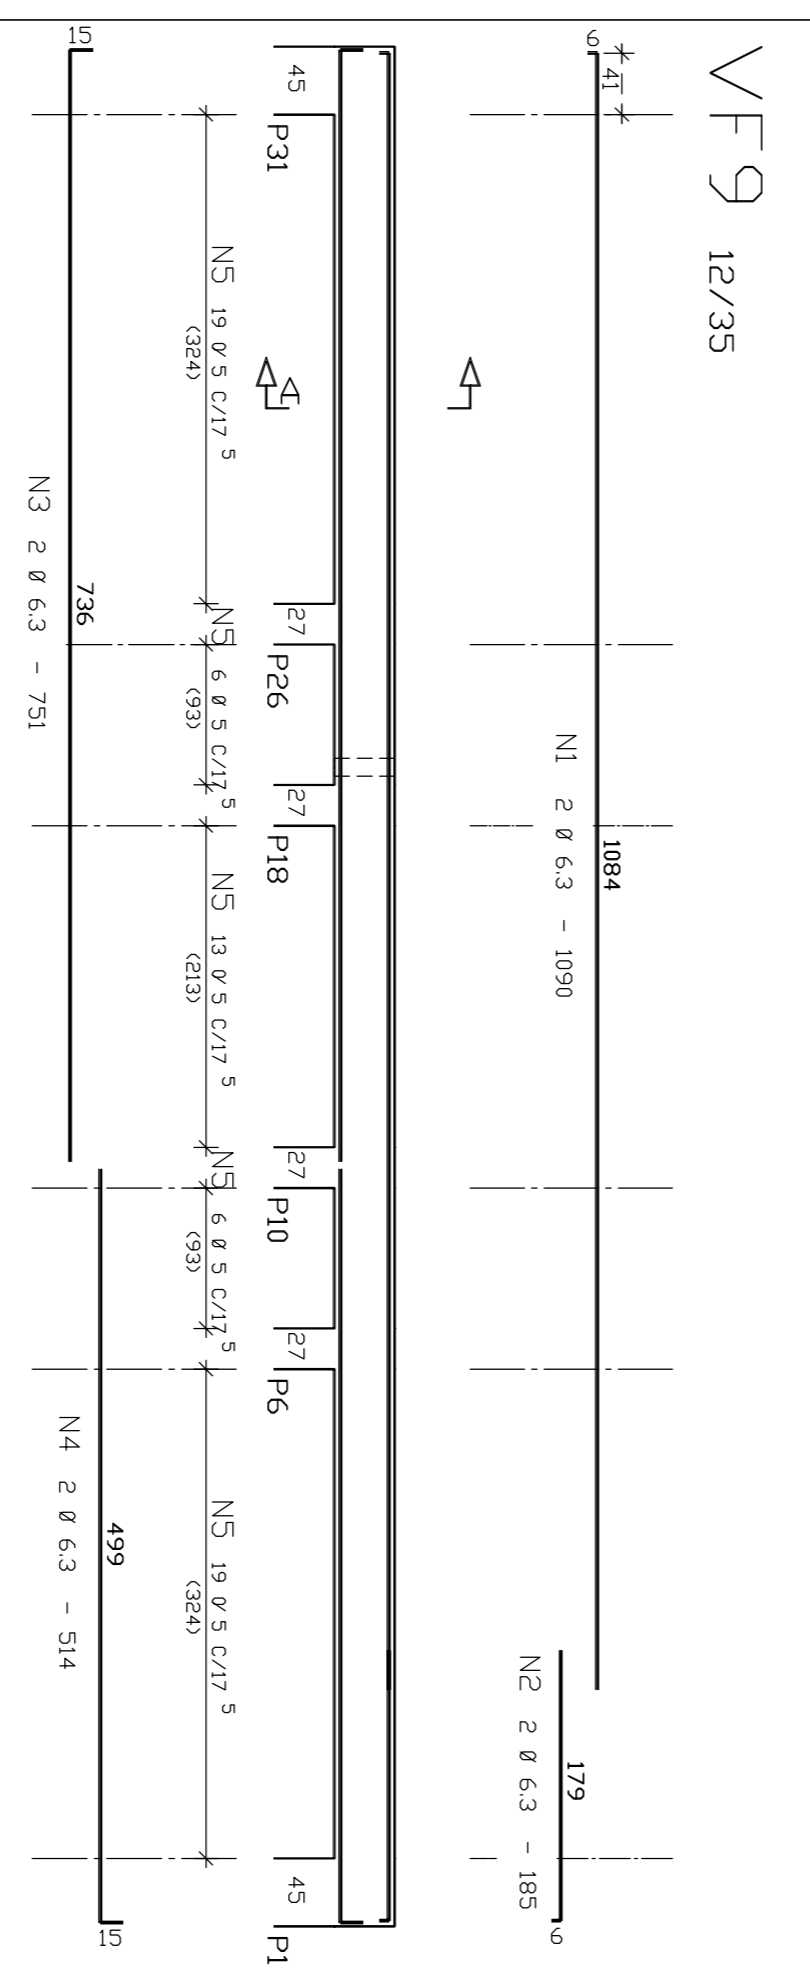 VF9 12/35
6
41
1084
N1 2 Ø 6.3 - 1090
179
N2 2 Ø 6.3 - 185
6
45
27
27
27
27
45
P31
P26
P18
P10
P6
P1
A
N5 19 Ø 5 C/17 5
(324)
N5 6 Ø 5 C/17 5
(93)
N5 13 Ø 5 C/17 5
(213)
N5 6 Ø 5 C/17 5
(93)
N5 19 Ø 5 C/17 5
(324)
15
736
N3 2 Ø 6.3 - 751
499
N4 2 Ø 6.3 - 514
15